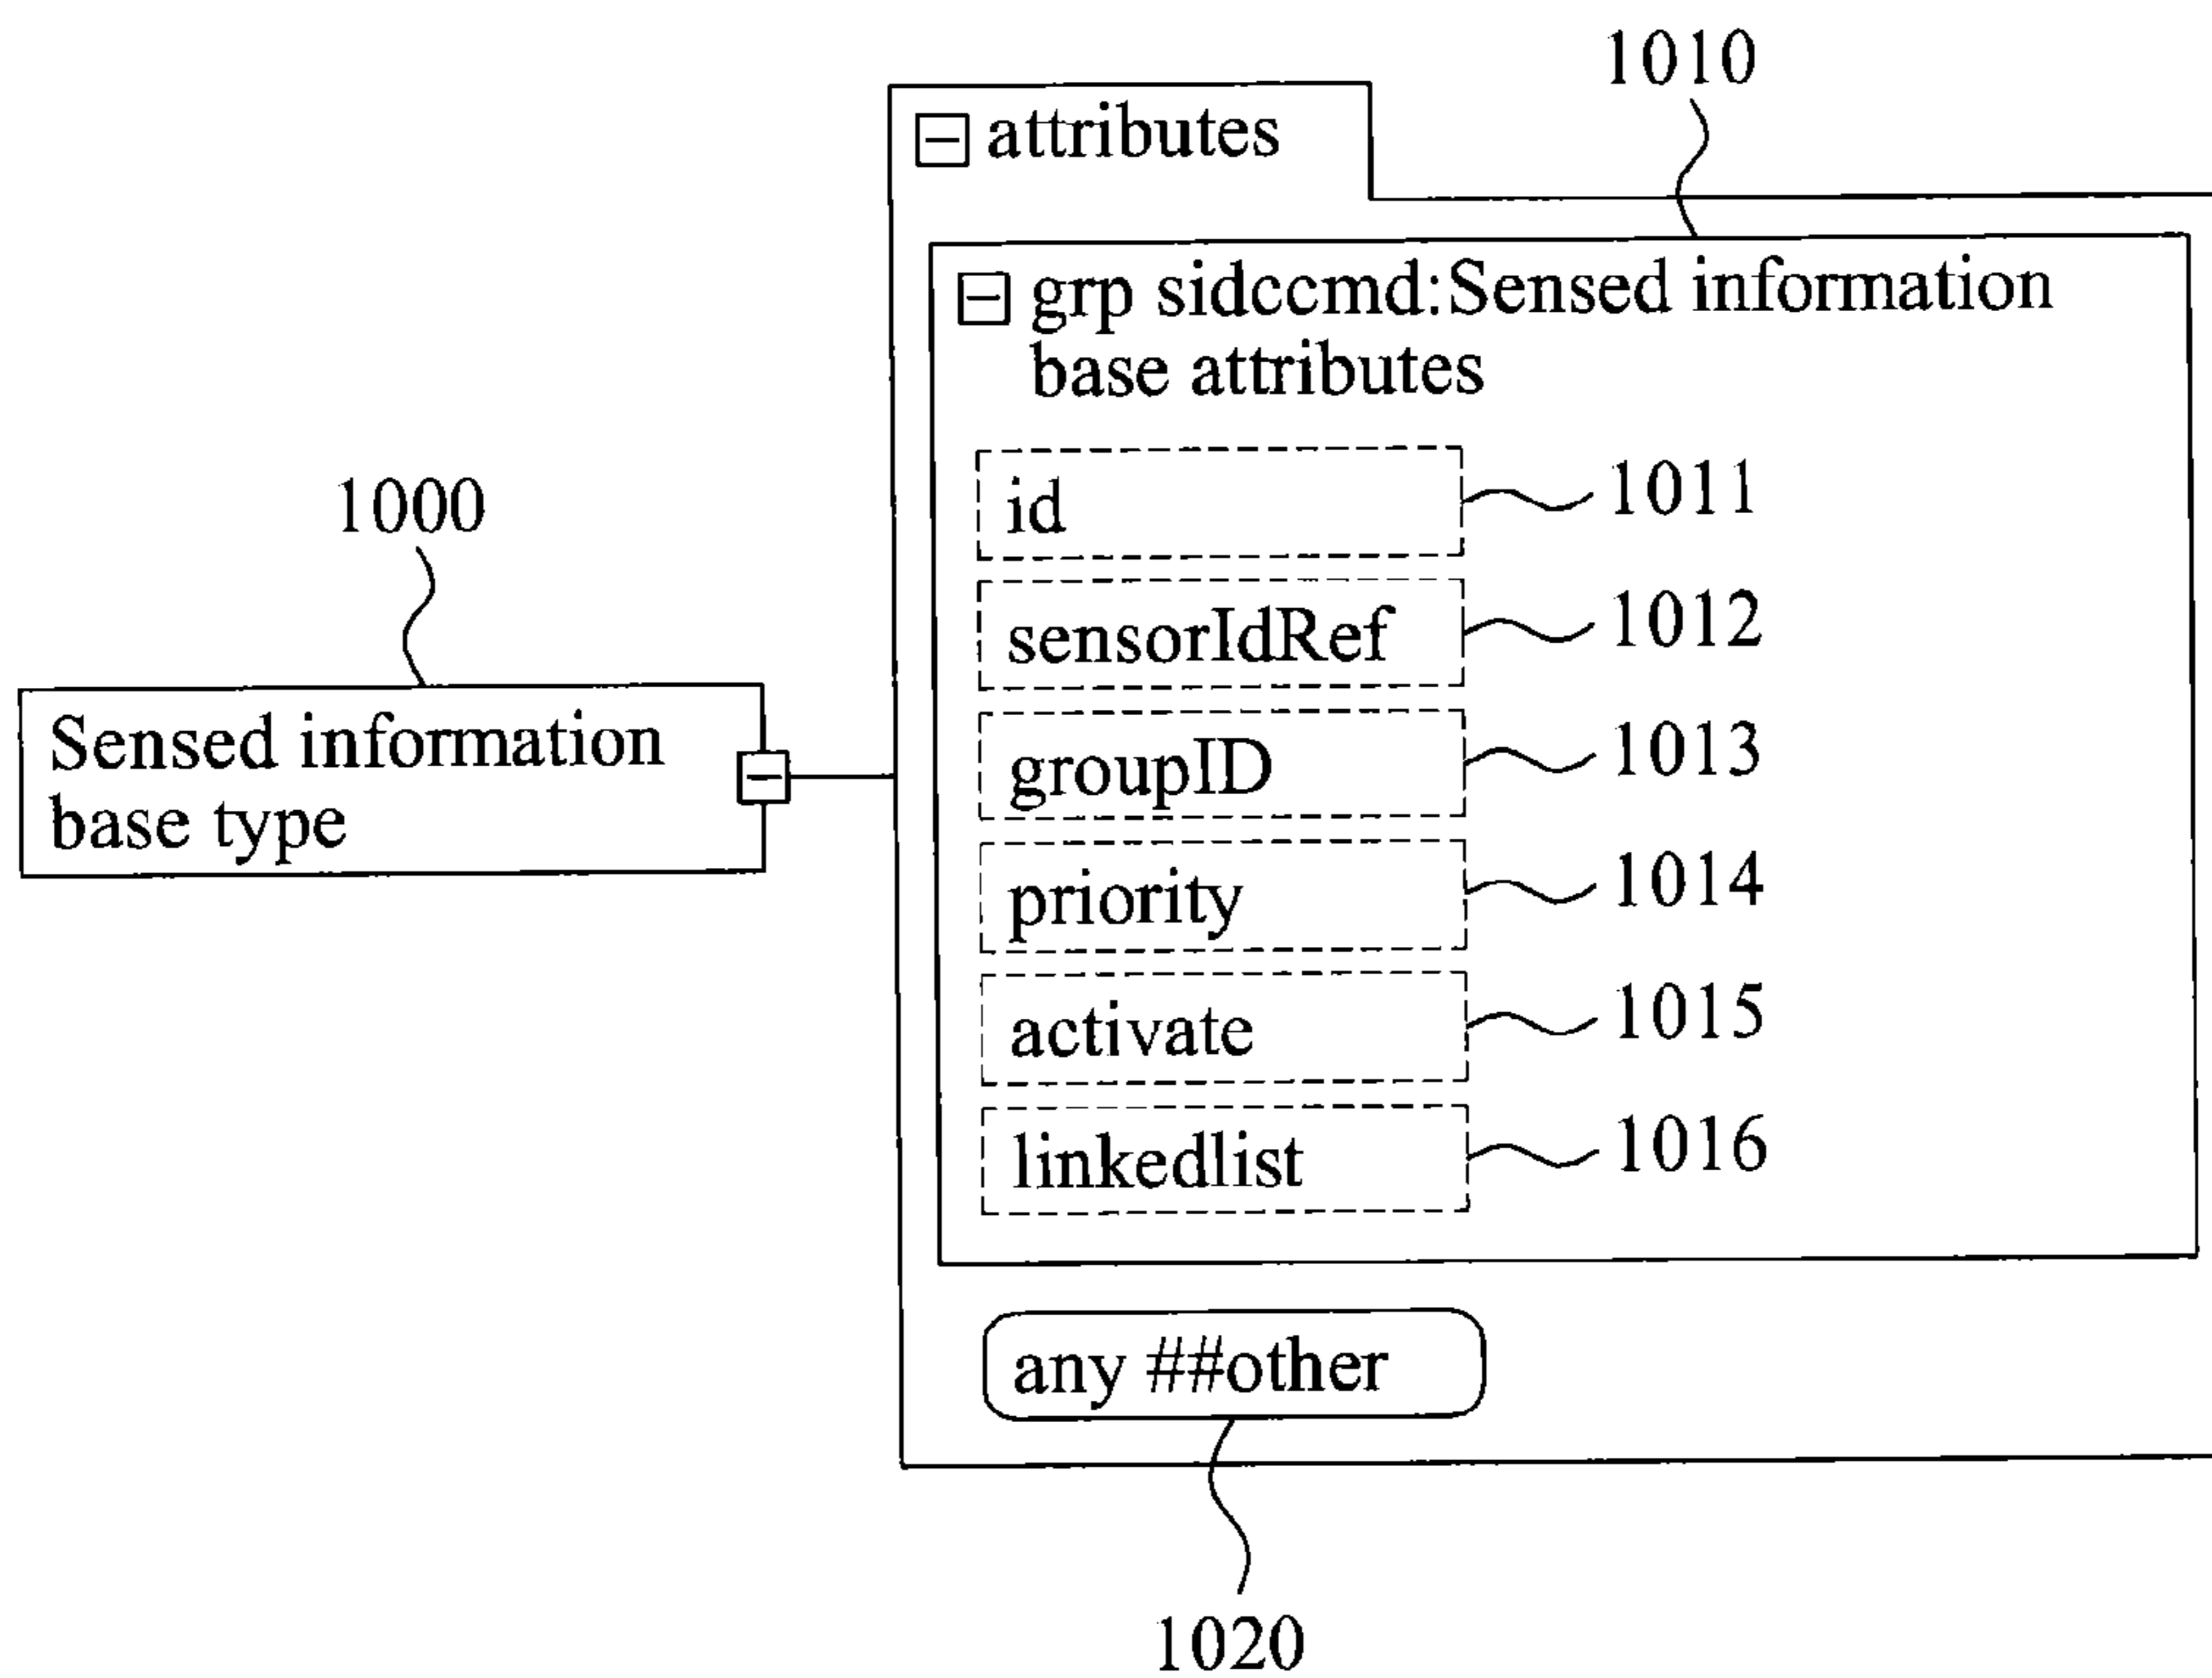 1010
attributes
grp sidccmd:Sensed information
base attributes
1000
id
1011
sensorIdRef
1012
Sensed information
base type
groupID
1013
priority
1014
activate
1015
linkedlist
1016
any ##other
1020